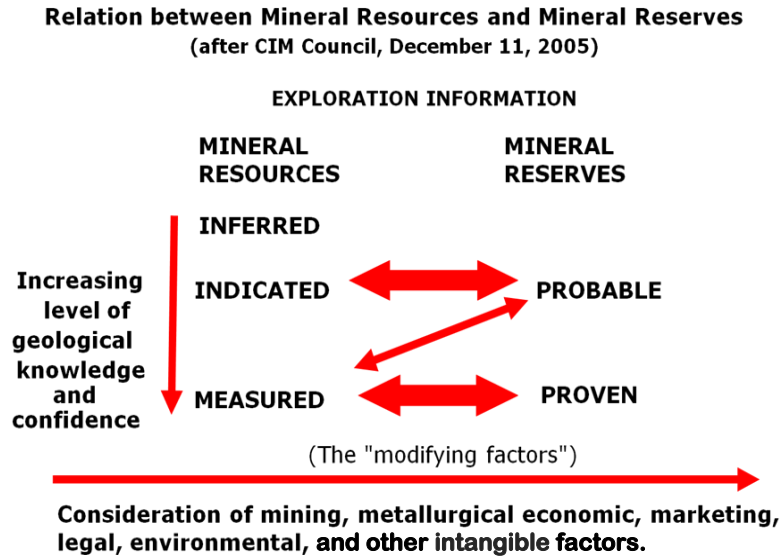 Relation between Mineral Resources and Mineral Reserves
(after CIM Council, December 11, 2005)
EXPLORATION INFORMATION
MINERAL
RESOURCES
MINERAL
RESERVES
INFERRED
INDICATED
PROBABLE
MEASURED
PROVEN
Increasing
level of
geological
knowledge
and
confidence
(The "modifying factors")
Consideration of mining, metallurgical economic, marketing,
legal, environmental, and other intangible factors.